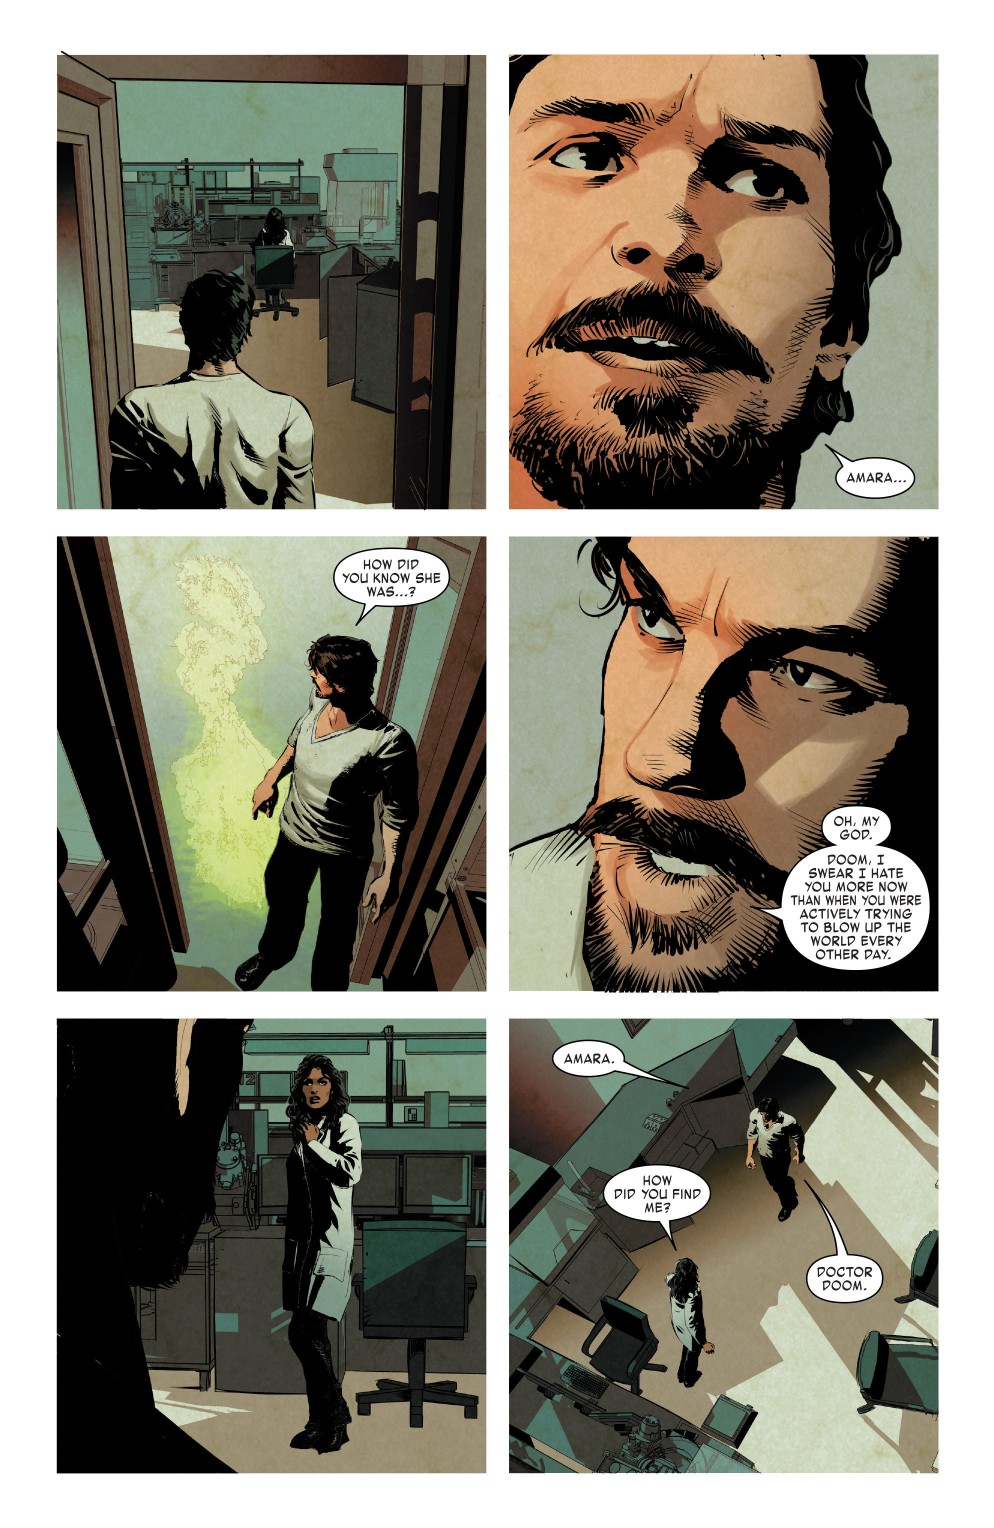 AMARA...
HOW DID
YOU KNOW SHE
WAS...?
OH, MY
GOD.
DOOM, I
SWEAR I HATE
YOU MORE NOW
THAN WHEN YOU WERE
ACTIVELY TRYING
TO BLOW UP THE
WORLD EVERY
OTHER DAY.
AMARA.
HOW
DID YOU FIND
ME?
DOCTOR
DOOM.